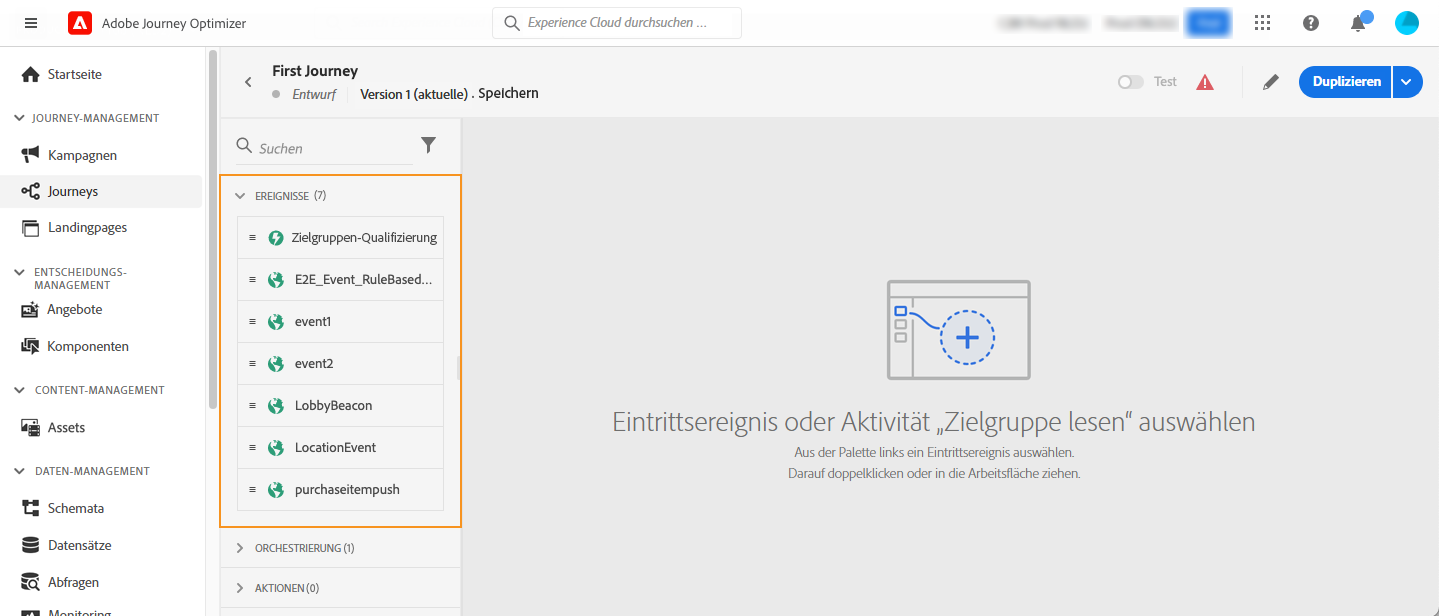 Adobe Journey Optimizer
Experience Cloud durchsuchen ...
Startseite
JOURNEY-MANAGEMENT
Kampagnen
Journeys
Landingpages
ENTSCHEIDUNGS-
MANAGEMENT
Angebote
Komponenten
CONTENT-MANAGEMENT
Assets
DATEN-MANAGEMENT
Schemata
Datensätze
Abfragen
Monitoring
First Journey
Entwurf Version 1 (aktuelle) . Speichern
Test
Duplizieren
Suchen
EREIGNISSE (7)
Zielgruppen-Qualifizierung
E2E_Event_RuleBased...
event1
event2
LobbyBeacon
LocationEvent
purchaseitempush
ORCHESTRIERUNG (1)
AKTIONEN (0)
Eintrittsereignis oder Aktivität „Zielgruppe lesen“ auswählen
Aus der Palette links ein Eintrittsereignis auswählen.
Darauf doppelklicken oder in die Arbeitsfläche ziehen.